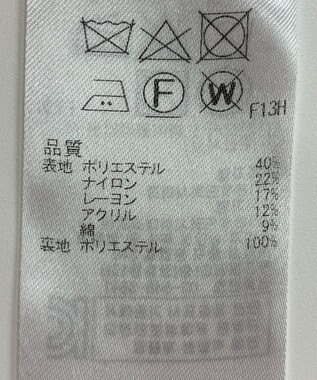 F W F13H
品質
表地 ポリエステル 40%
ナイロン 22%
レーヨン 17%
アクリル 12%
綿 9%
裏地 ポリエステル 100%